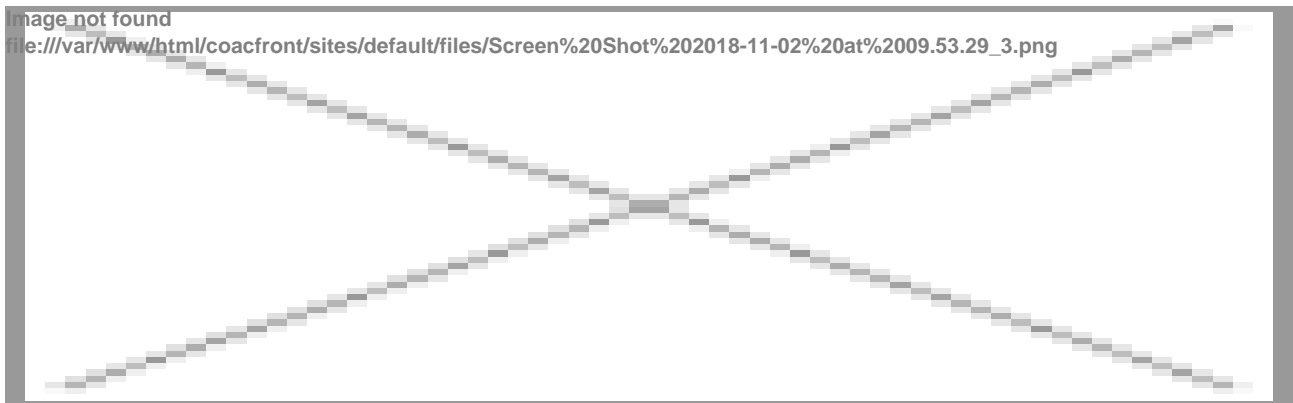 Image not found
file:///var/www/html/coacfront/sites/default/files/Screen%20Shot%202018-11-02%20at%2009.53.29_3.png